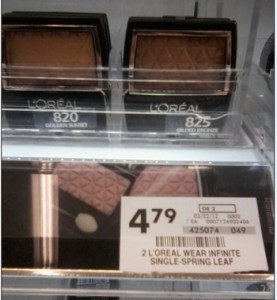 L'ORÉAL
820
GOLDEN SUNSET
L'ORÉAL
825
GILDED BRONZE
4 79
425074 049
2 L'OREAL WEAR INFINITE
SINGLE-SPRING LEAF